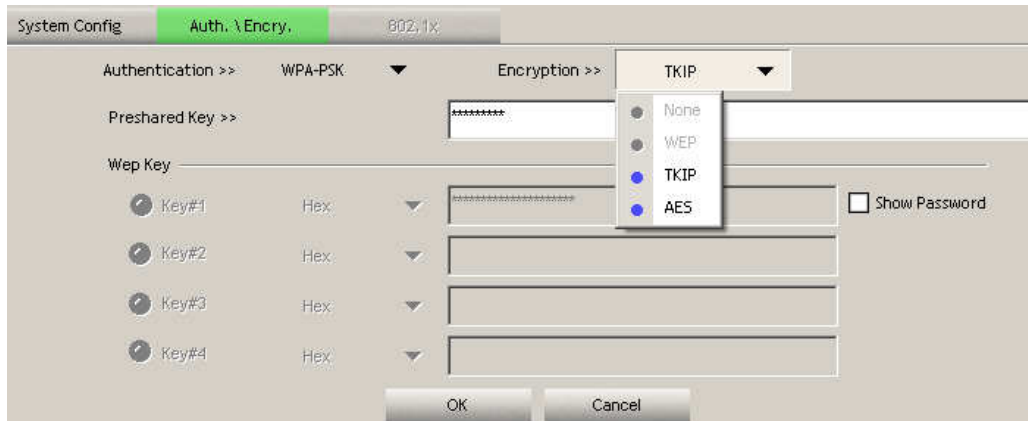 System Config Auth. \ Encry. 802.1x
Authentication >> WPA-PSK Encryption >> TKIP
None
WEP
TKIP
AES
Preshared Key >> *********
Wep Key
Key#1 Hex ********************* Show Password
Key#2 Hex
Key#3 Hex
Key#4 Hex
OK Cancel